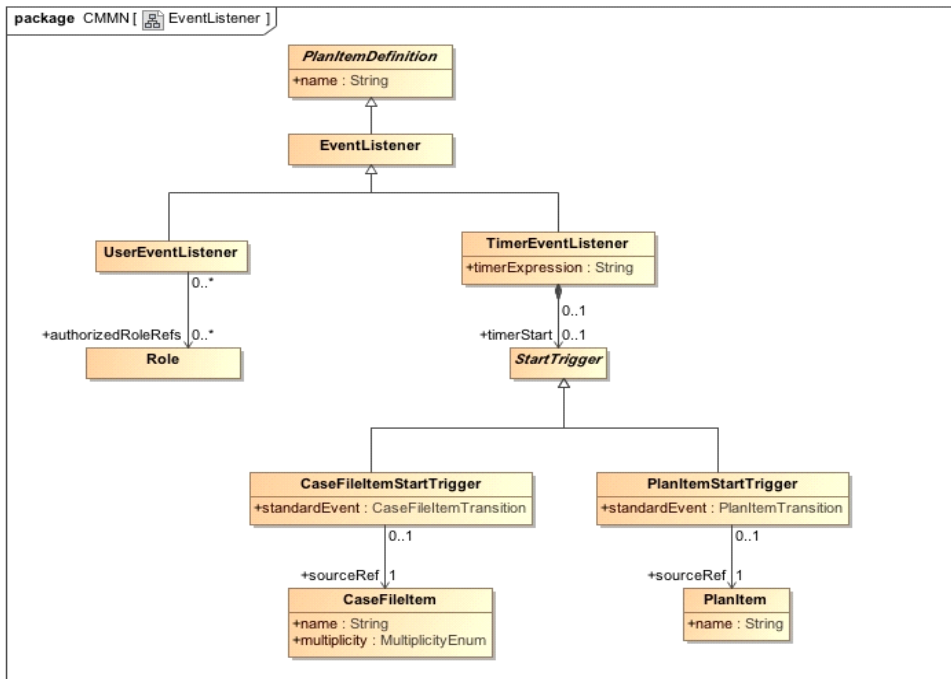 package CMMN [ EventListener ]
PlanItemDefinition
+name : String
EventListener
UserEventListener
TimerEventListener
+timerExpression : String
0..*
0..1
+authorizedRoleRefs 0..*
+timerStart 0..1
Role
StartTrigger
CaseFileItemStartTrigger
+standardEvent : CaseFileItemTransition
PlanItemStartTrigger
+standardEvent : PlanItemTransition
0..1
0..1
+sourceRef 1
+sourceRef 1
CaseFileItem
+name : String
+multiplicity : MultiplicityEnum
PlanItem
+name : String